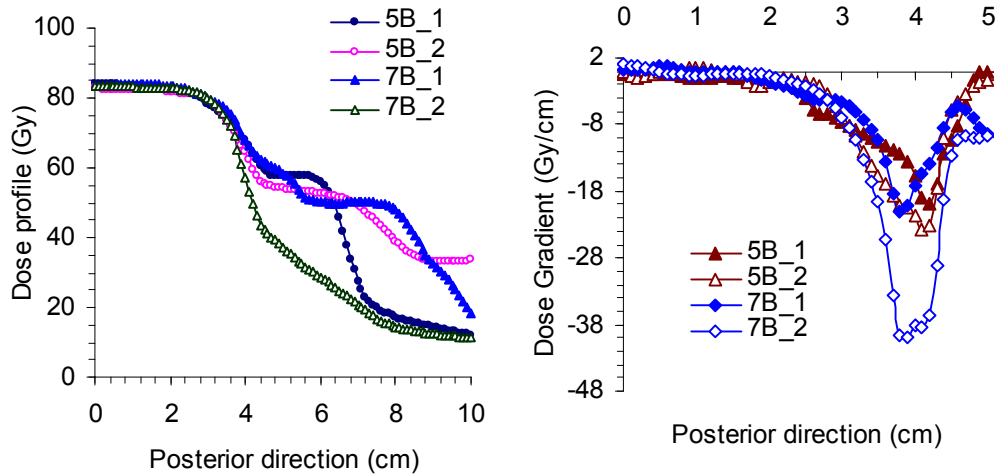 100
80
60
40
20
0
Dose profile (Gy)
5B_1
5B_2
7B_1
7B_2
0 2 4 6 8 10
Posterior direction (cm)
0 1 2 3 4 5
2
-8
-18
-28
-38
-48
Dose Gradient (Gy/cm)
5B_1
5B_2
7B_1
7B_2
Posterior direction (cm)